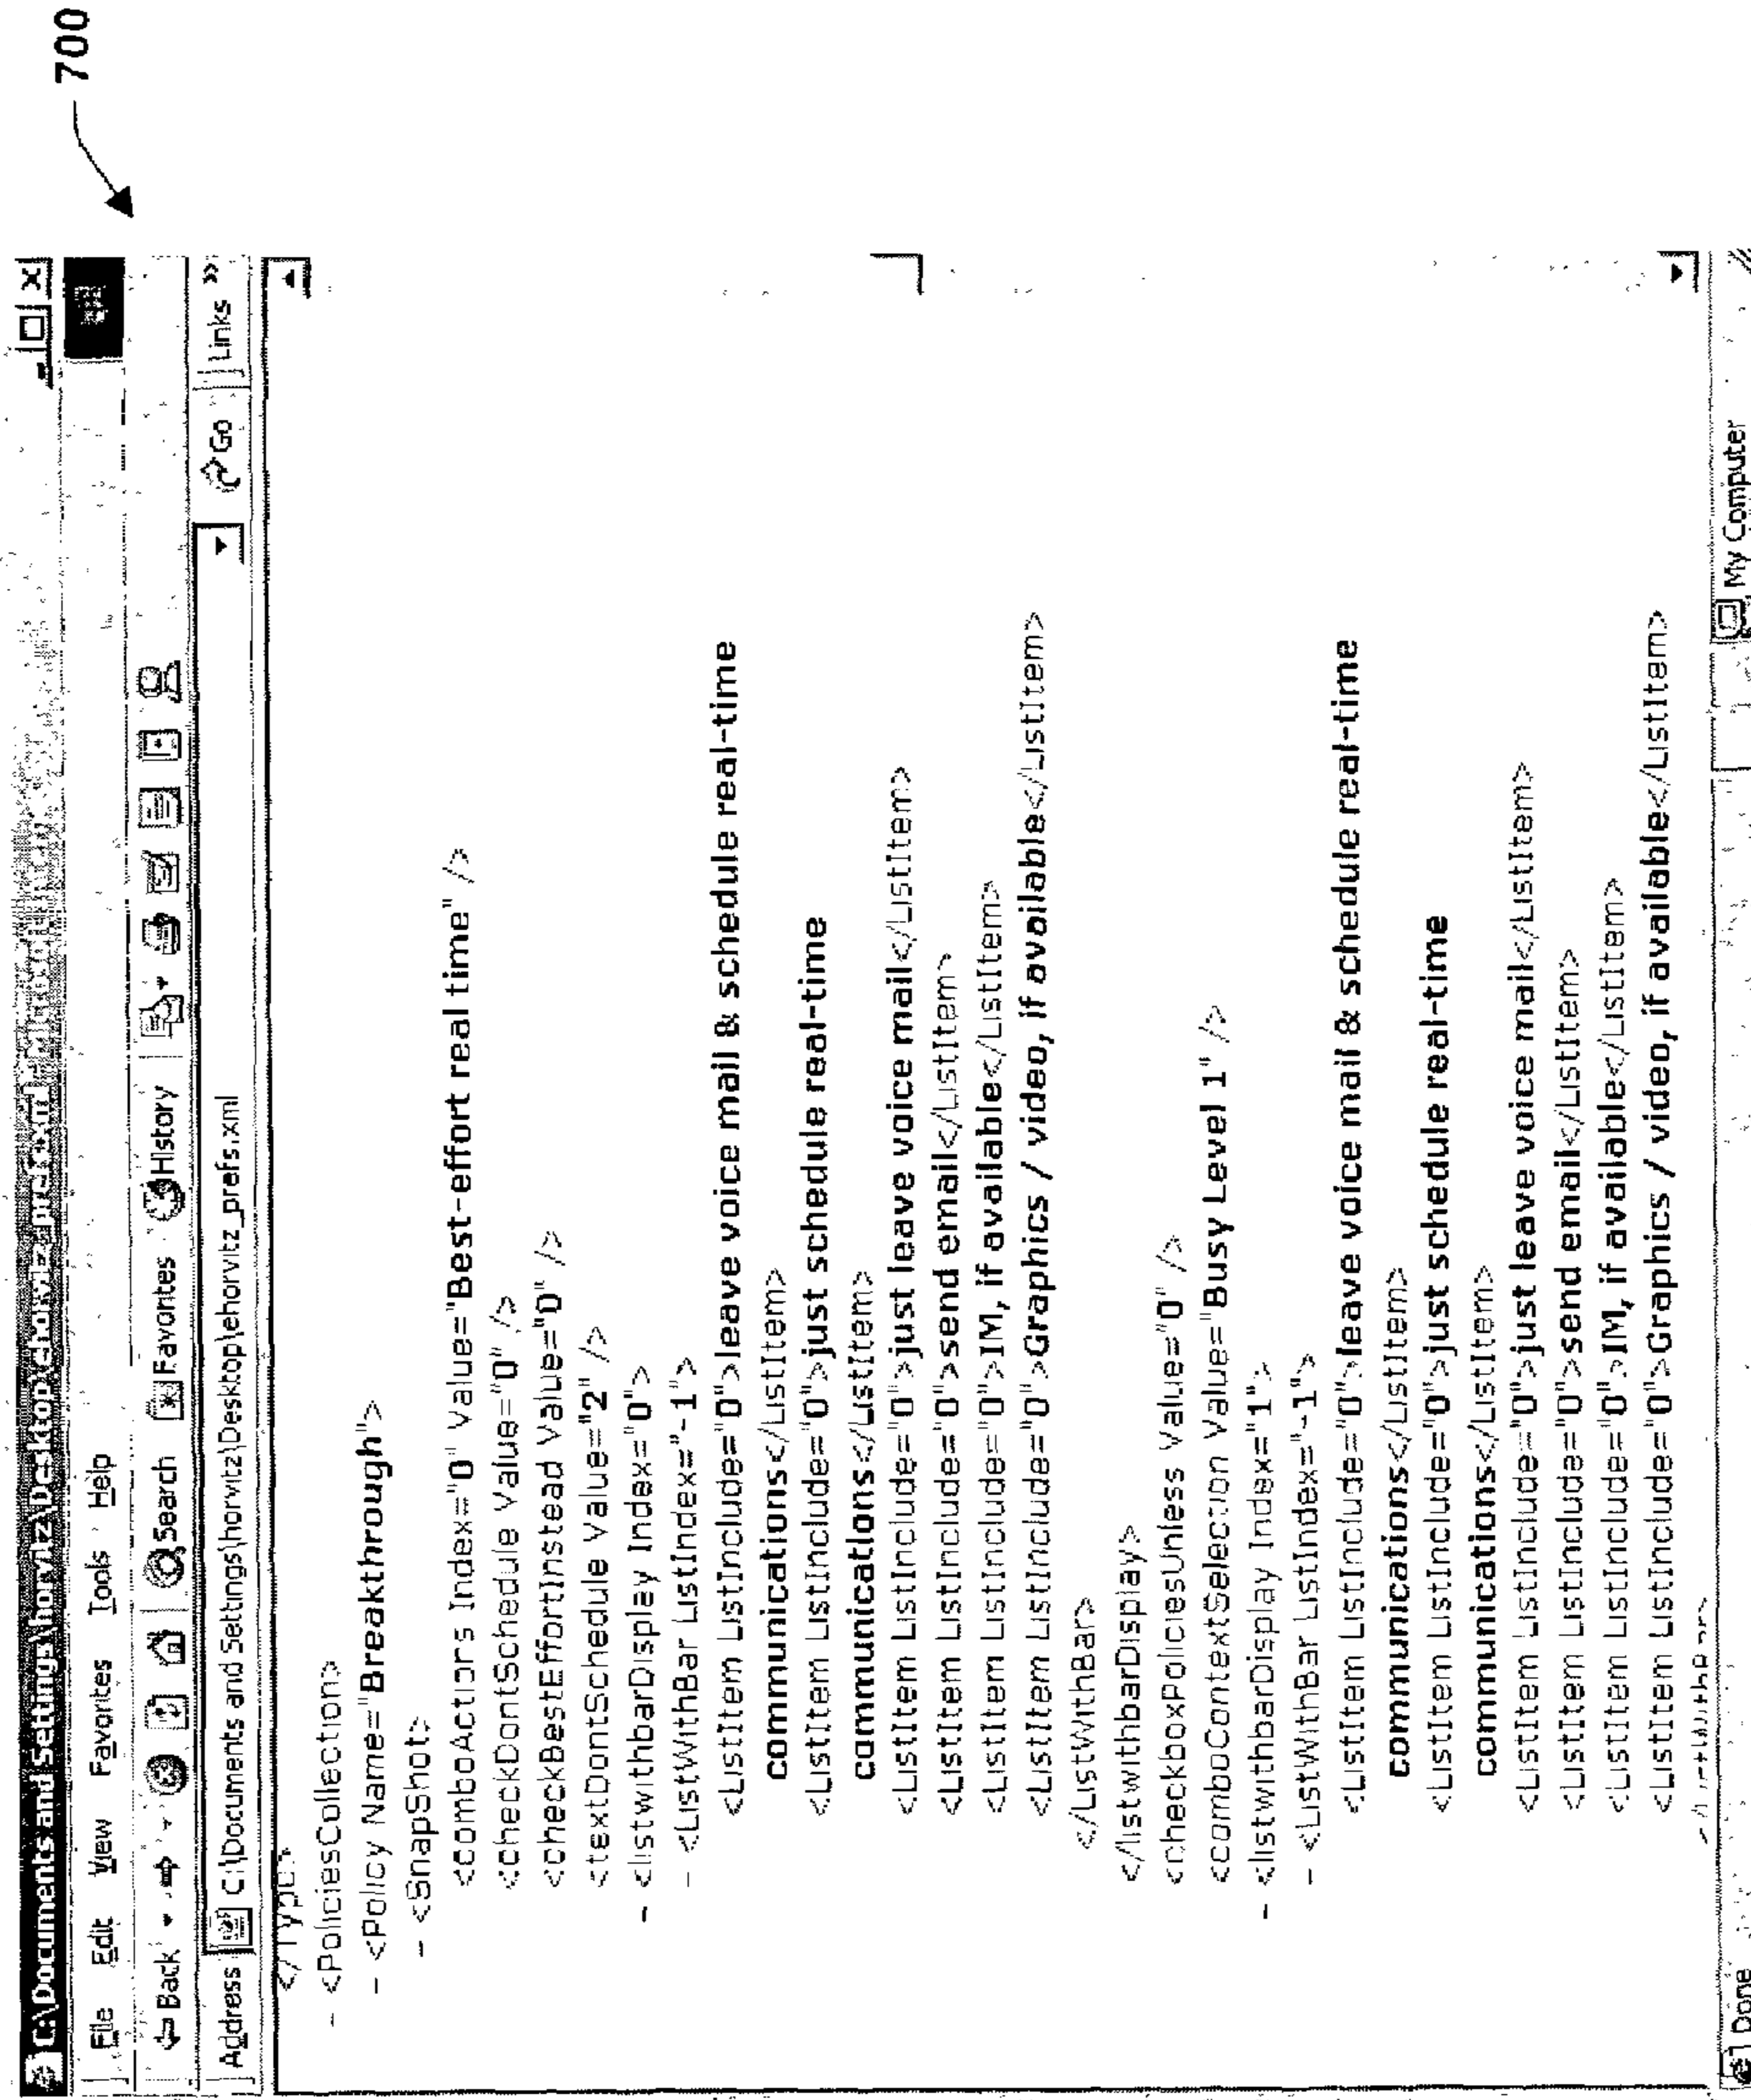 700
C:\Documents and Settings\horvitz\Desktop\ehorvitz_prefs.xml - Microsoft
File Edit View Favorites Tools Help
Back Search Favorites History
Address C:\Documents and Settings\horvitz\Desktop\ehorvitz_prefs.xml Go Links »
</Type>
- <PoliciesCollection>
- <Policy Name="Breakthrough">
- <SnapShot>
<comboActions Index="0" Value="Best-effort real time" />
<checkDontSchedule Value="0" />
<checkBestEffortInstead Value="0" />
<textDontSchedule Value="2" />
- <listwithbarDisplay Index="0">
- <ListWithBar ListIndex="-1">
<ListItem ListInclude="0">leave voice mail & schedule real-time
communications</ListItem>
<ListItem ListInclude="0">just schedule real-time
communications</ListItem>
<ListItem ListInclude="0">just leave voice mail</ListItem>
<ListItem ListInclude="0">send email</ListItem>
<ListItem ListInclude="0">IM, if available</ListItem>
<ListItem ListInclude="0">Graphics / video, if available</ListItem>
</ListWithBar>
</listwithbarDisplay>
<checkboxPoliciesUnless Value="0" />
<comboContextSelection Value="Busy Level 1" />
- <listwithbarDisplay Index="1">
- <ListWithBar ListIndex="-1">
<ListItem ListInclude="0">leave voice mail & schedule real-time
communications</ListItem>
<ListItem ListInclude="0">just schedule real-time
communications</ListItem>
<ListItem ListInclude="0">just leave voice mail</ListItem>
<ListItem ListInclude="0">send email</ListItem>
<ListItem ListInclude="0">IM, if available</ListItem>
<ListItem ListInclude="0">Graphics / video, if available</ListItem>
</ListWithBar>
Done My Computer